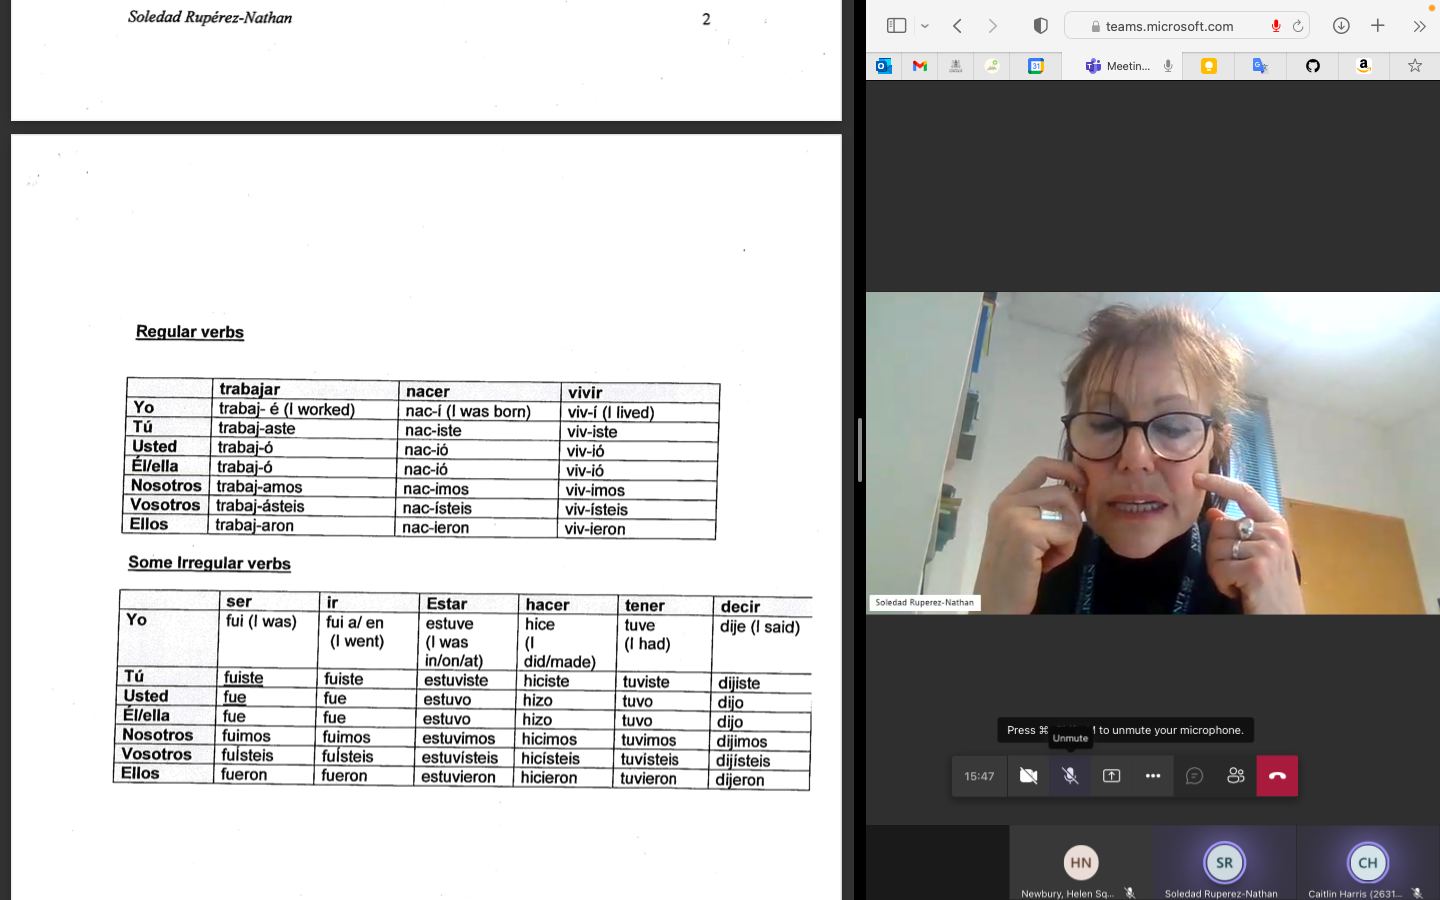 Soledad Rupérez-Nathan 2
Regular verbs
trabajar nacer vivir
Yo trabaj- é (I worked) nac-í (I was born) viv-í (I lived)
Tú trabaj-aste nac-iste viv-iste
Usted trabaj-ó nac-ió viv-ió
Él/ella trabaj-ó nac-ió viv-ió
Nosotros trabaj-amos nac-imos viv-imos
Vosotros trabaj-ásteis nac-ísteis viv-ísteis
Ellos trabaj-aron nac-ieron viv-ieron
Some Irregular verbs
ser ir Estar hacer tener decir
Yo fui (I was) fui a/ en estuve hice tuve dije (I said)
(I went) (I was (I (I had)
in/on/at) did/made)
Tú fuiste fuiste estuviste hiciste tuviste dijiste
Usted fue fue estuvo hizo tuvo dijo
Él/ella fue fue estuvo hizo tuvo dijo
Nosotros fuimos fuimos estuvimos hicimos tuvimos dijimos
Vosotros fuÍsteis fuÍsteis estuvísteis hicísteis tuvísteis dijísteis
Ellos fueron fueron estuvieron hicieron tuvieron dijeron
teams.microsoft.com
31 Meetin... a
LINCOLN
Soledad Ruperez-Nathan
Press ⌘ to unmute your microphone.
Unmute
15:47
HN SR CH
Newbury, Helen Sq... Soledad Ruperez-Nathan Caitlin Harris (2631...